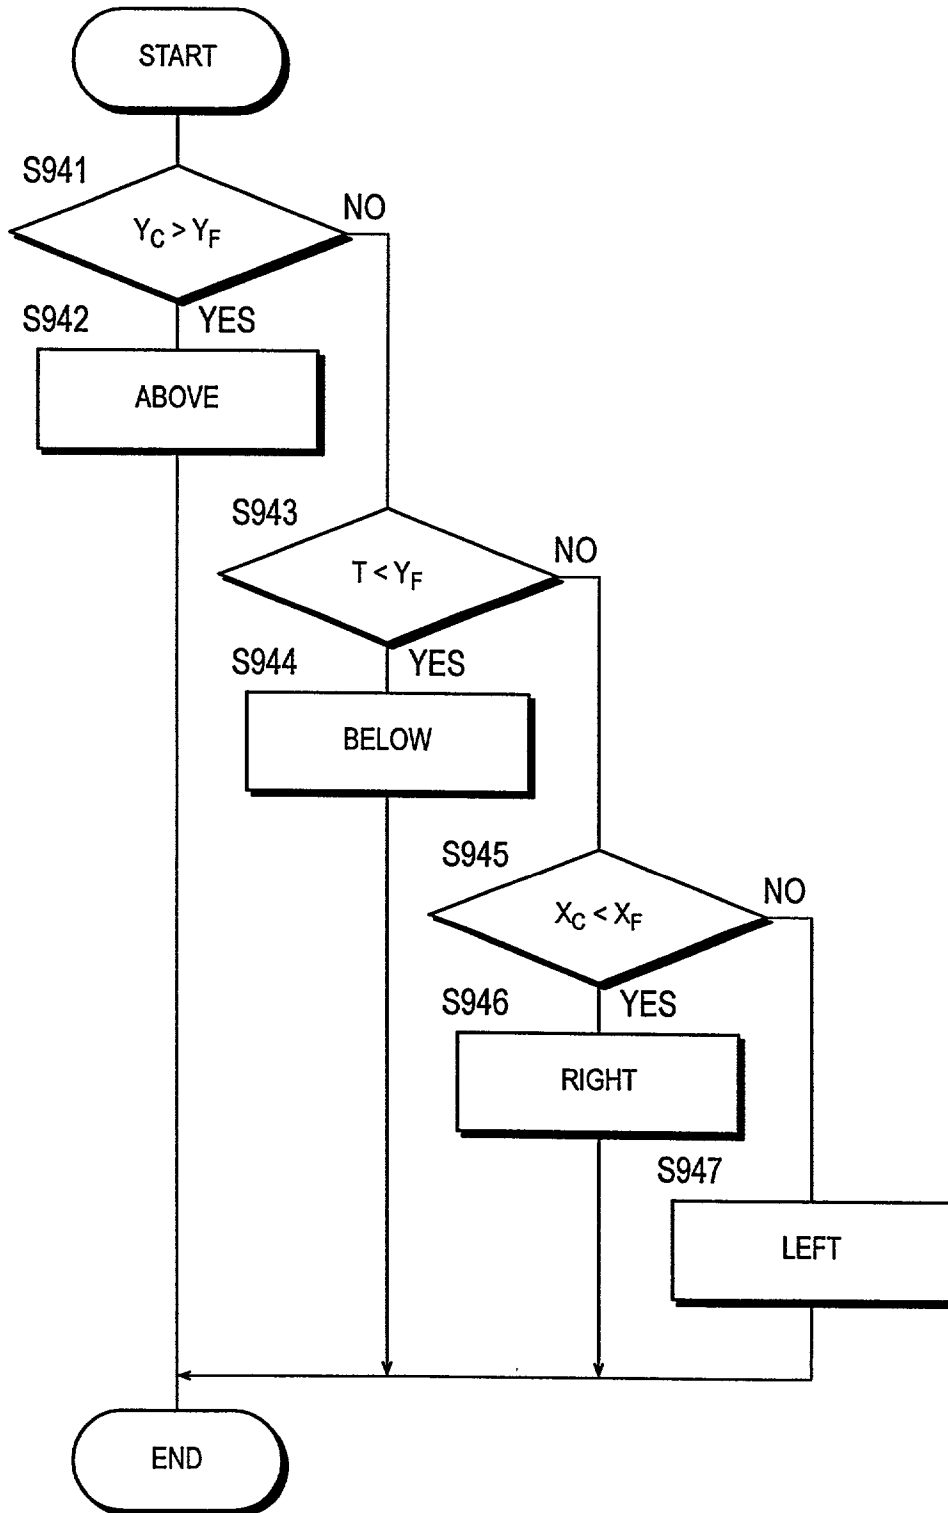 START
S941
Y_C > Y_F
NO
YES
S942
ABOVE
S943
T < Y_F
NO
YES
S944
BELOW
S945
X_C < X_F
NO
YES
S946
RIGHT
S947
LEFT
END